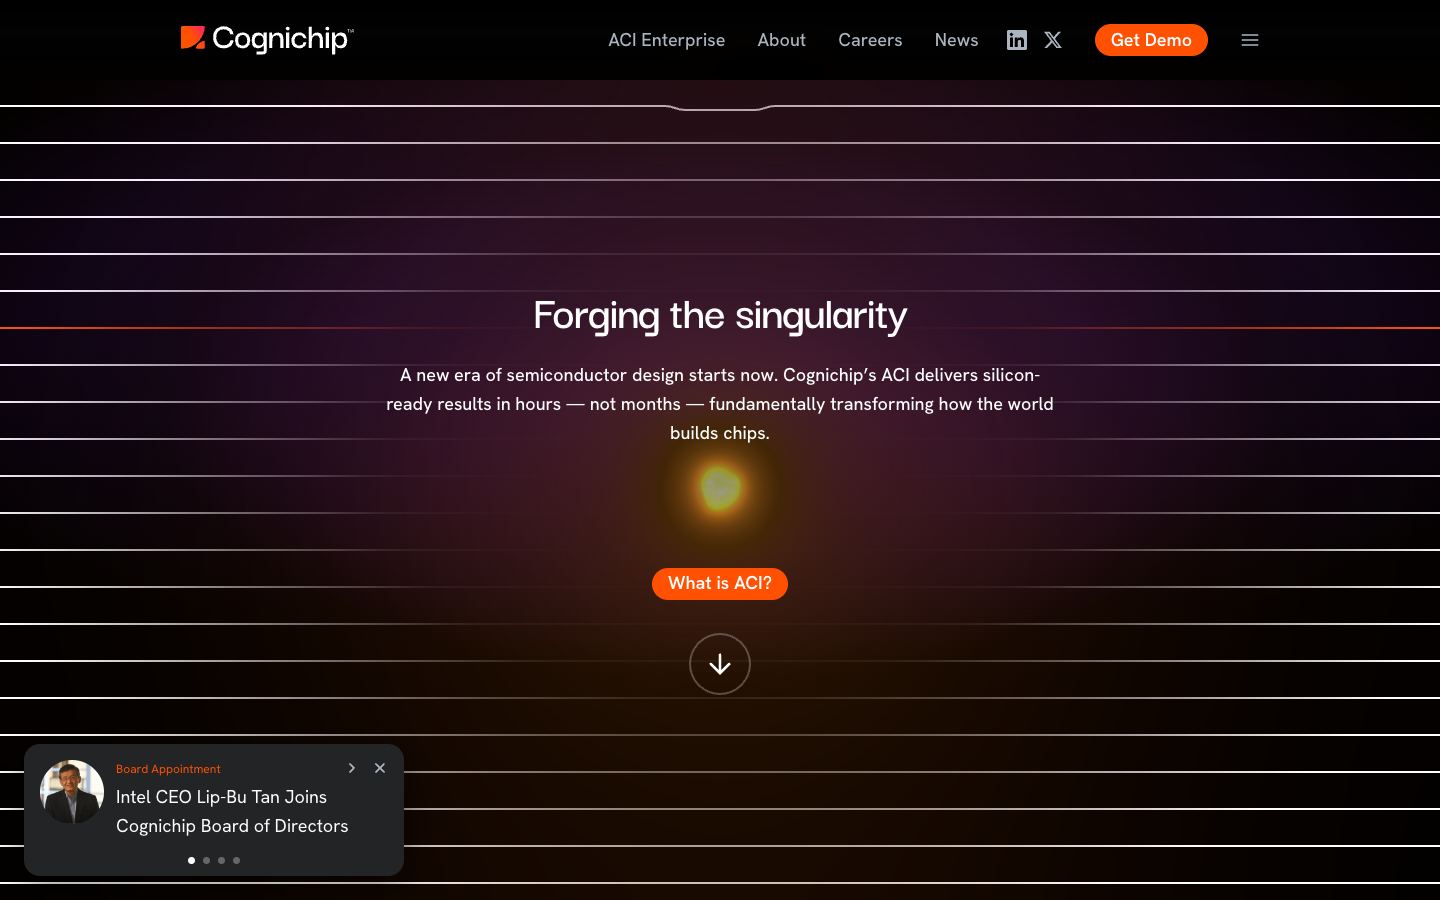 Cognichip™
ACI Enterprise
About
Careers
News
Get Demo
Forging the singularity
A new era of semiconductor design starts now. Cognichip’s ACI delivers silicon-
ready results in hours — not months — fundamentally transforming how the world
builds chips.
What is ACI?
Board Appointment
Intel CEO Lip-Bu Tan Joins
Cognichip Board of Directors